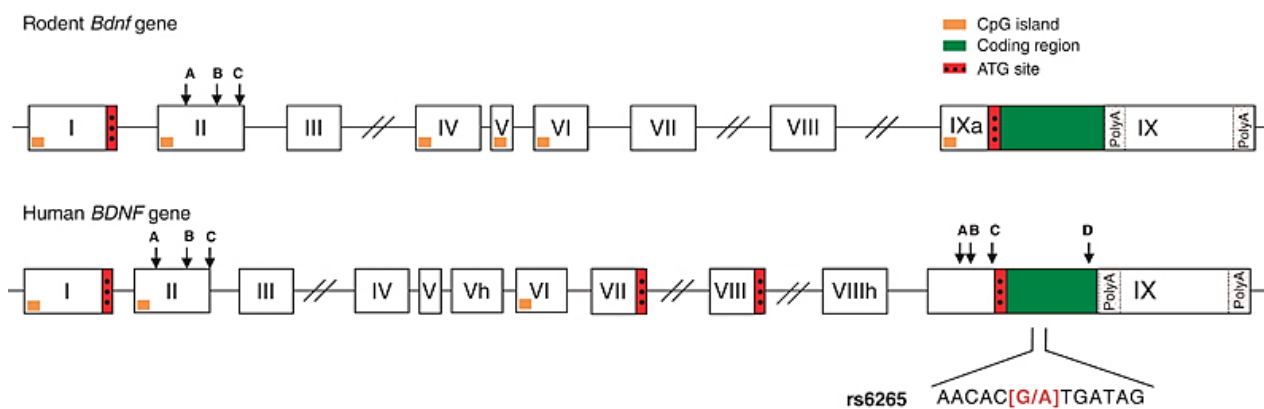 Rodent Bdnf gene
CpG island
Coding region
ATG site
A B C
I II III IV V VI VII VIII IXa PolyA IX PolyA
Human BDNF gene
A B C A B C D
I II III IV V Vh VI VII VIII VIIIh PolyA IX PolyA
rs6265 AACAC[G/A]TGATAG